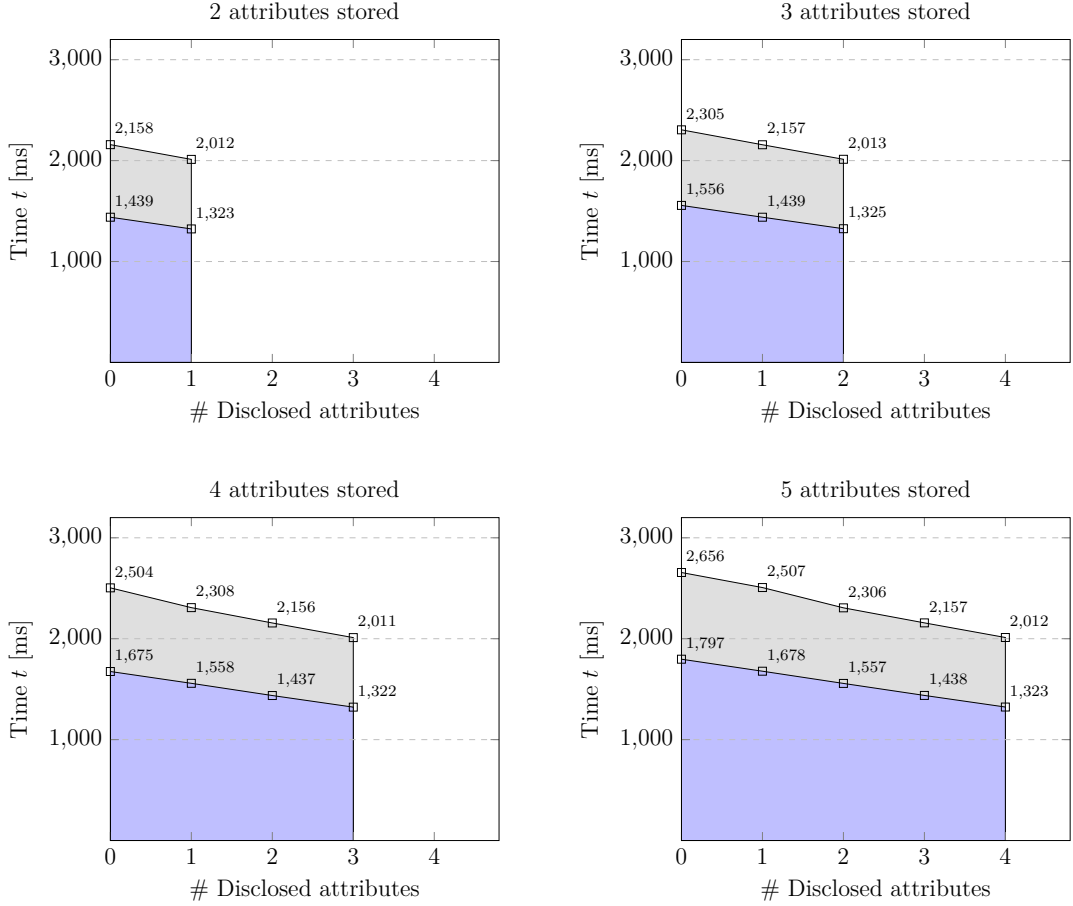 2 attributes stored
3,000
2,000
1,000
Time t [ms]
2,158
2,012
1,439
1,323
0 1 2 3 4
# Disclosed attributes
3 attributes stored
3,000
2,000
1,000
Time t [ms]
2,305
2,157
2,013
1,556
1,439
1,325
0 1 2 3 4
# Disclosed attributes
4 attributes stored
3,000
2,000
1,000
Time t [ms]
2,504
2,308
2,156
2,011
1,675
1,558
1,437
1,322
0 1 2 3 4
# Disclosed attributes
5 attributes stored
3,000
2,000
1,000
Time t [ms]
2,656
2,507
2,306
2,157
2,012
1,797
1,678
1,557
1,438
1,323
0 1 2 3 4
# Disclosed attributes